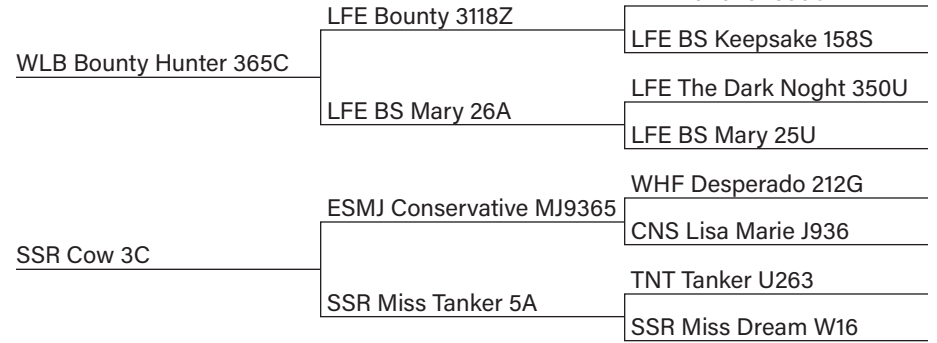 LFE Bounty 3118Z
LFE BS Keepsake 158S
WLB Bounty Hunter 365C
LFE The Dark Noght 350U
LFE BS Mary 26A
LFE BS Mary 25U
WHF Desperado 212G
ESMJ Conservative MJ9365
CNS Lisa Marie J936
SSR Cow 3C
TNT Tanker U263
SSR Miss Tanker 5A
SSR Miss Dream W16